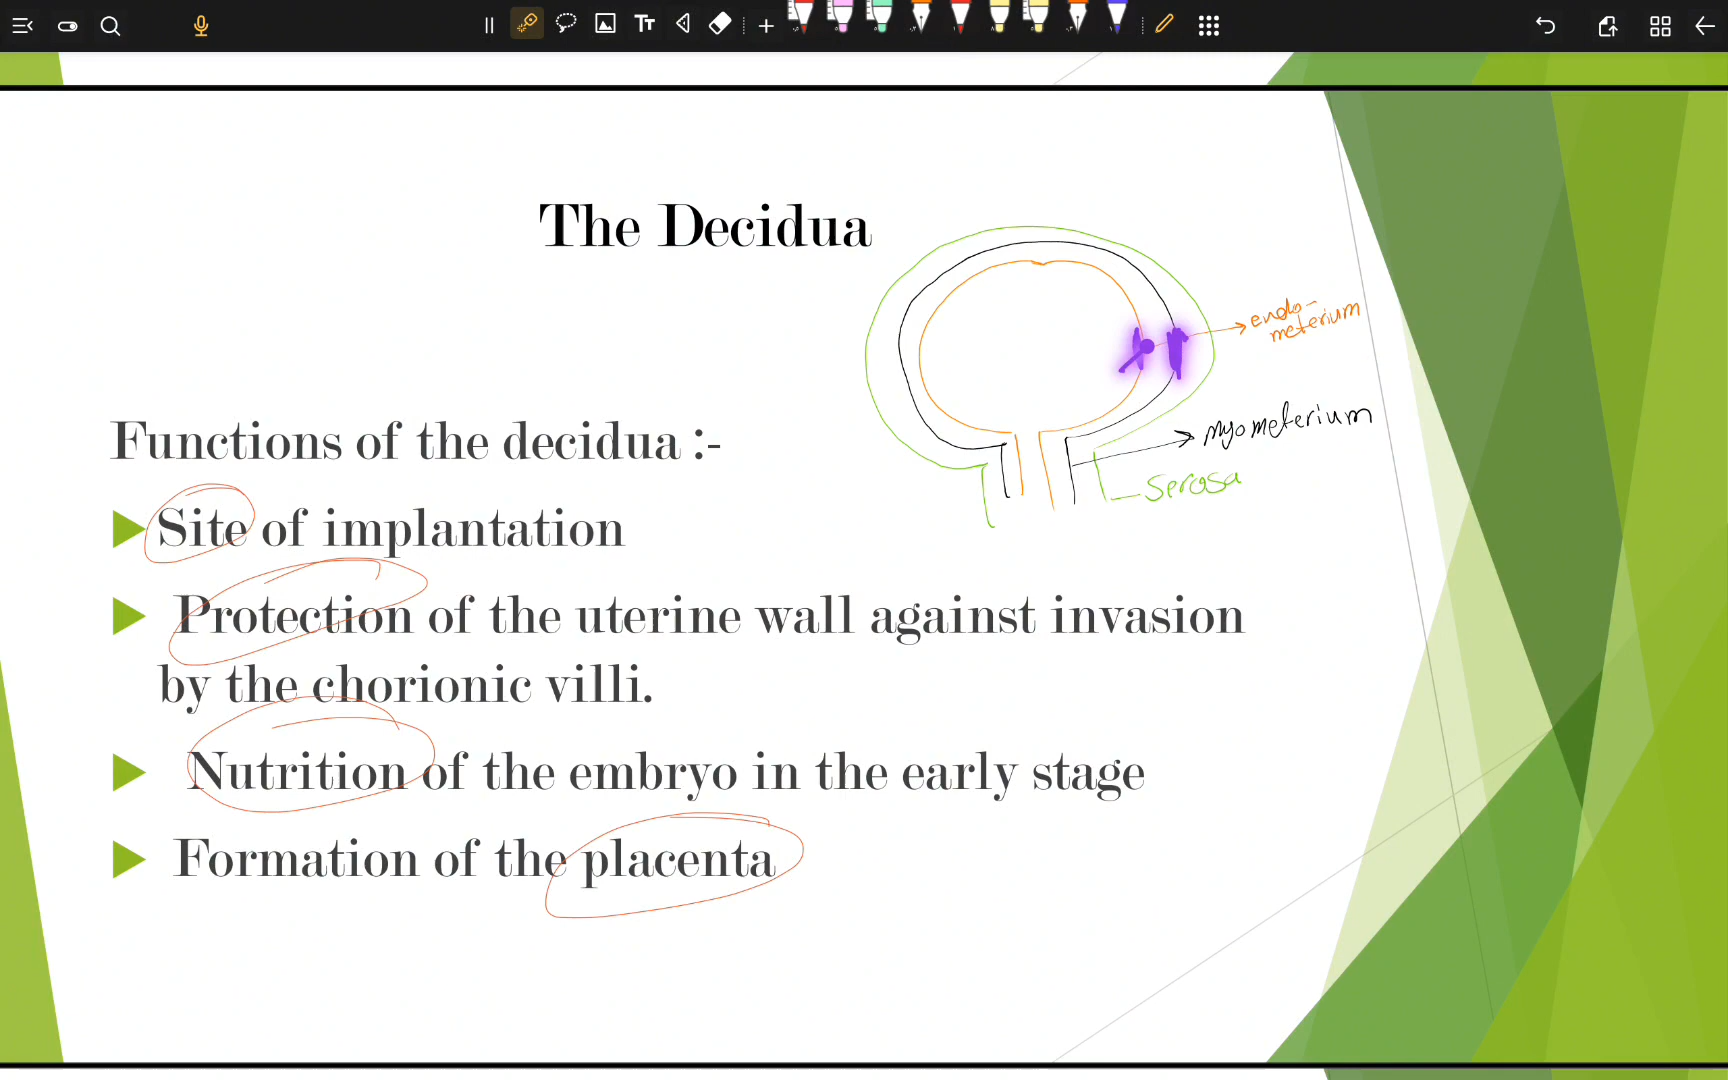 The Decidua
endo-
meterium
myometerium
serosa
Functions of the decidua :-
Site of implantation
Protection of the uterine wall against invasion
by the chorionic villi.
Nutrition of the embryo in the early stage
Formation of the placenta